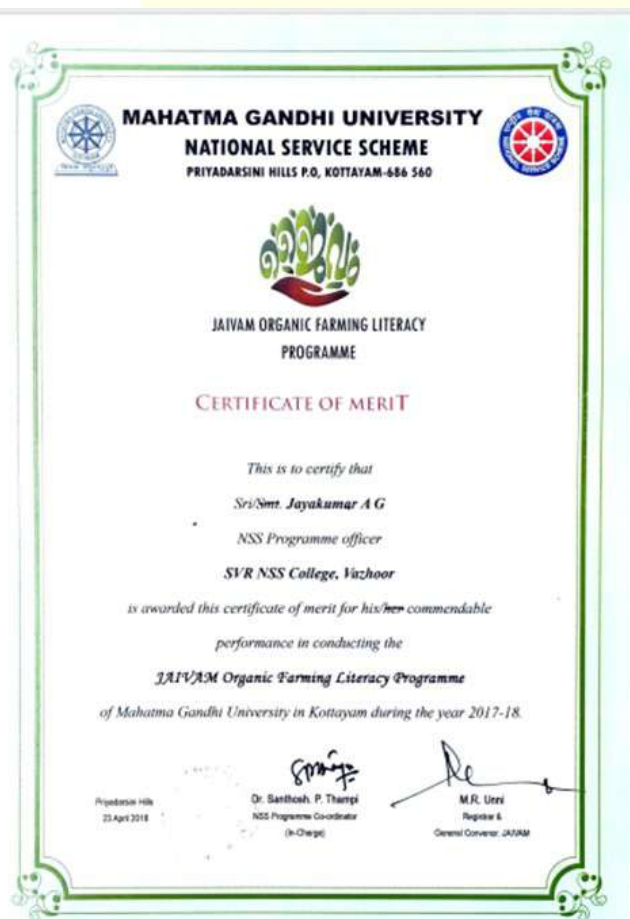 MAHATMA GANDHI UNIVERSITY
NATIONAL SERVICE SCHEME
PRIYADARSINI HILLS P.O, KOTTAYAM-686 560
ജൈവം
JAIVAM ORGANIC FARMING LITERACY
PROGRAMME
CERTIFICATE OF MERIT
This is to certify that
Sri/Smt. Jayakumar A G
NSS Programme officer
SVR NSS College, Vazhoor
is awarded this certificate of merit for his/her commendable
performance in conducting the
JAIVAM Organic Farming Literacy Programme
of Mahatma Gandhi University in Kottayam during the year 2017-18.
Priyadarsini Hills
23 April 2018
Dr. Santhosh. P. Thampi
NSS Programme Co-ordinator
(In-Charge)
M.R. Unni
Registrar &
General Convenor, JAIVAM